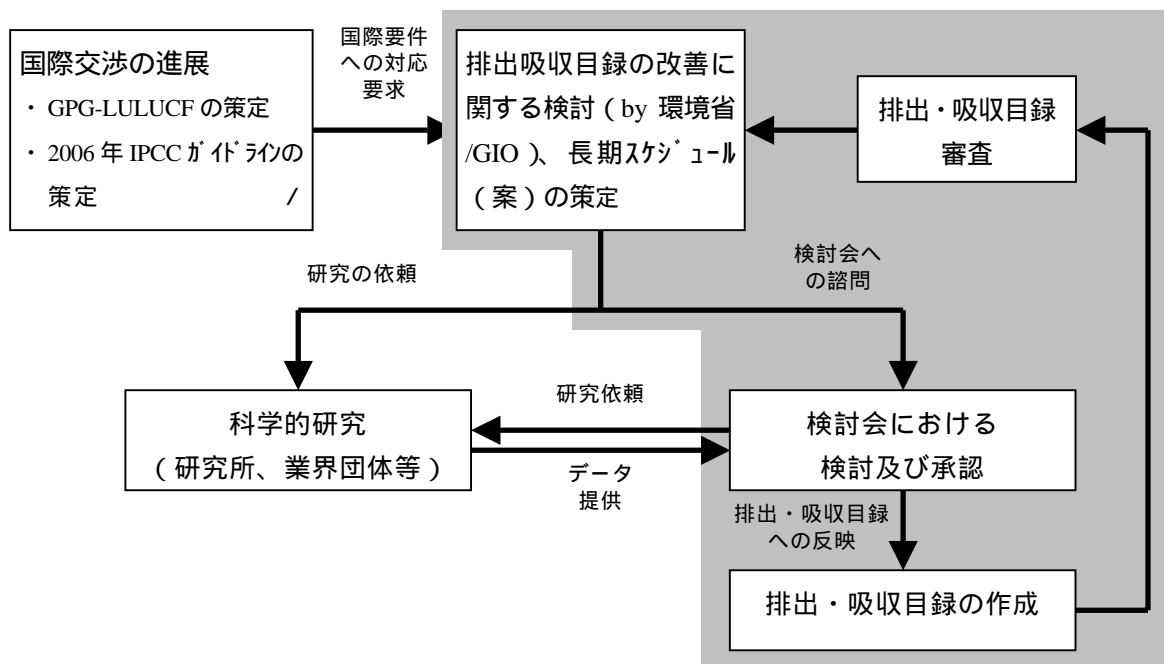 国際交渉の進展
・ GPG-LULUCF の策定
・ 2006 年 IPCC ガイドラインの
策定 /
国際要件
への対応
要求
排出吸収目録の改善に
関する検討（by 環境省
/GIO）、長期スケジュール
（案）の策定
排出・吸収目録
審査
研究の依頼
検討会へ
の諮問
科学的研究
（研究所、業界団体等）
研究依頼
データ
提供
検討会における
検討及び承認
排出・吸収目録
への反映
排出・吸収目録の作成